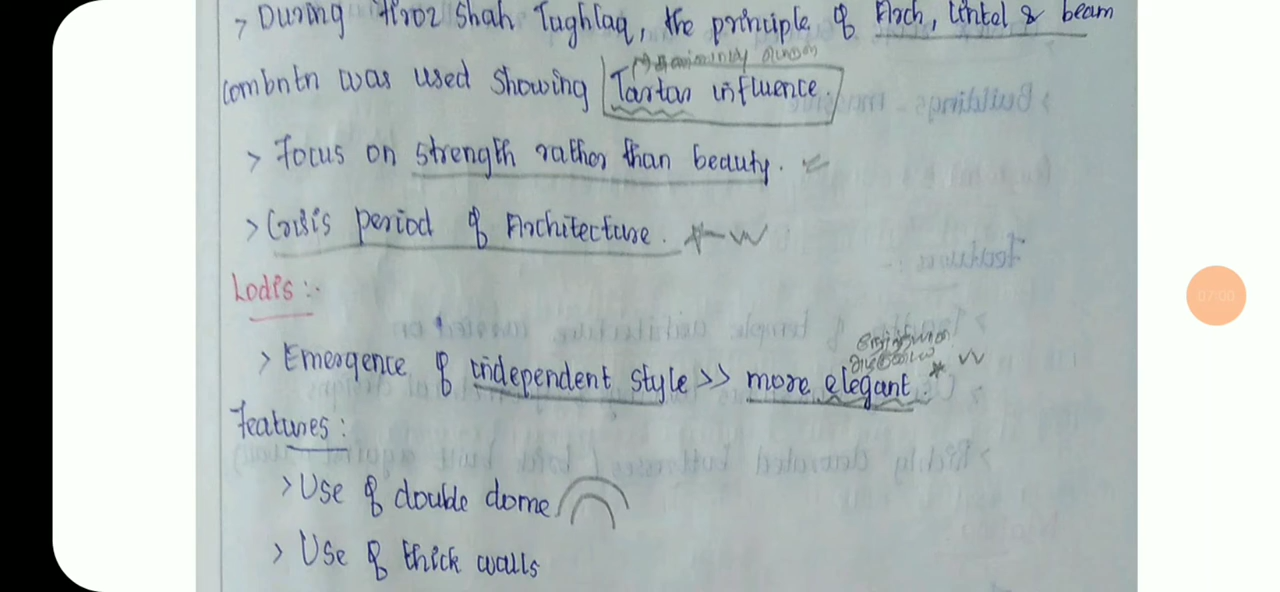 > During Firoz Shah Tughlaq, the principle of Arch, lintel & beam
combntn was used showing Tartar influence.
> Focus on strength rather than beauty.
> Crisis period of Architecture.
Lodis :-
> Emergence of independent style >> more elegant.
Features :
> Use of double dome
> Use of thick walls
07:00